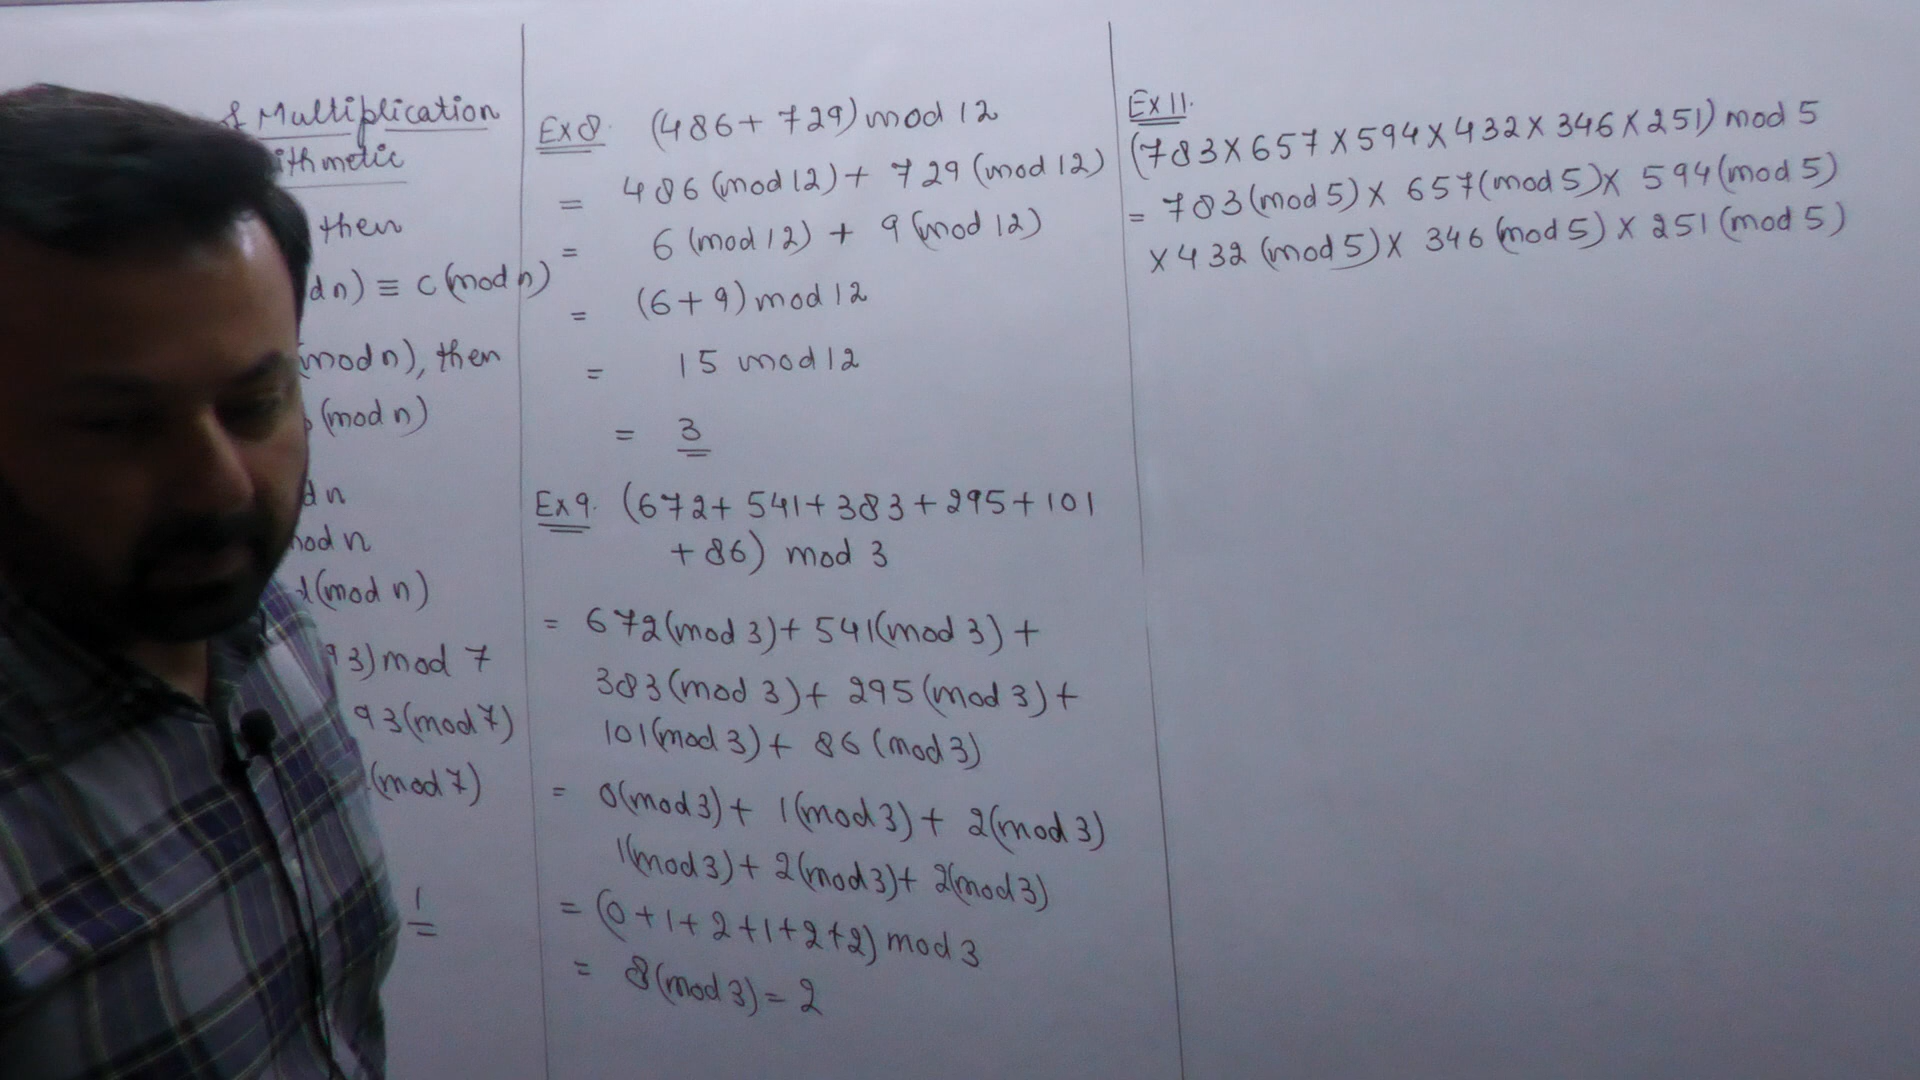 Multiplication
ithmetic
then
dn) ≡ c(mod n)
(mod n), then
(mod n)
dn
mod n
d(mod n)
93) mod 7
93(mod 7)
(mod 7)
1
Ex 8. (486 + 729) mod 12
= 486 (mod 12) + 729 (mod 12)
= 6 (mod 12) + 9 (mod 12)
= (6 + 9) mod 12
= 15 mod 12
= 3
Ex 9. (672 + 541 + 383 + 295 + 101
+ 86) mod 3
= 672(mod 3) + 541(mod 3) +
383(mod 3) + 295(mod 3) +
101(mod 3) + 86(mod 3)
= 0(mod 3) + 1(mod 3) + 2(mod 3)
1(mod 3) + 2(mod 3) + 2(mod 3)
= (0 + 1 + 2 + 1 + 2 + 2) mod 3
= 8(mod 3) = 2
Ex 11.
(783 × 657 × 594 × 432 × 346 × 251) mod 5
= 783(mod 5) × 657(mod 5) × 594(mod 5)
× 432 (mod 5) × 346 (mod 5) × 251 (mod 5)